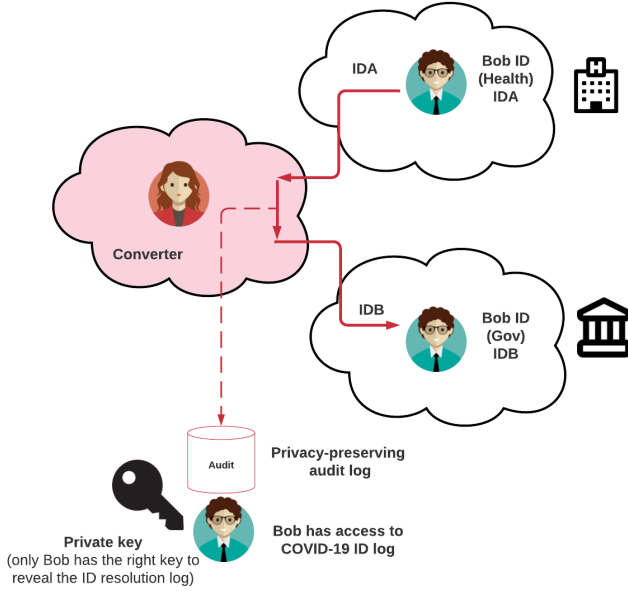 IDA
Bob ID
(Health)
IDA
H
Converter
IDB
Bob ID
(Gov)
IDB
Audit
Privacy-preserving
audit log
Private key
(only Bob has the right key to
reveal the ID resolution log)
Bob has access to
COVID-19 ID log